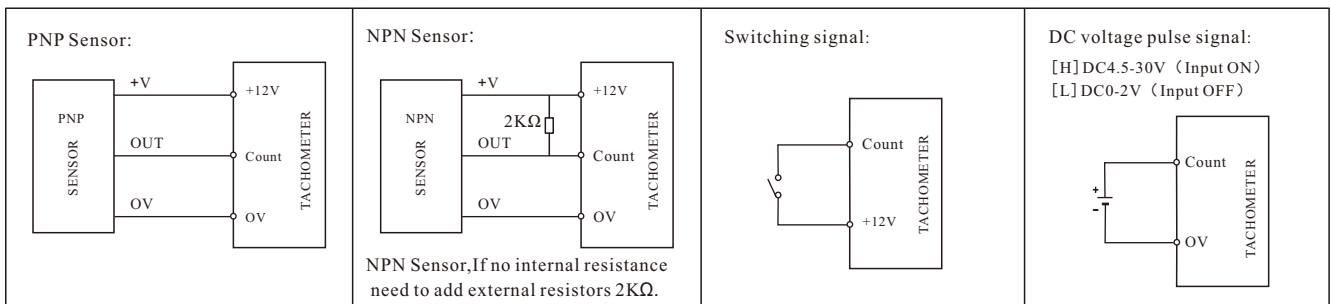 PNP Sensor:
PNP
SENSOR
+V
OUT
OV
+12V
Count
OV
TACHOMETER
NPN Sensor:
NPN
SENSOR
+V
2KΩ
OUT
OV
+12V
Count
OV
TACHOMETER
NPN Sensor,If no internal resistance
need to add external resistors 2KΩ.
Switching signal:
Count
+12V
TACHOMETER
DC voltage pulse signal:
[H]DC4.5-30V（Input ON）
[L]DC0-2V（Input OFF）
+
-
Count
OV
TACHOMETER